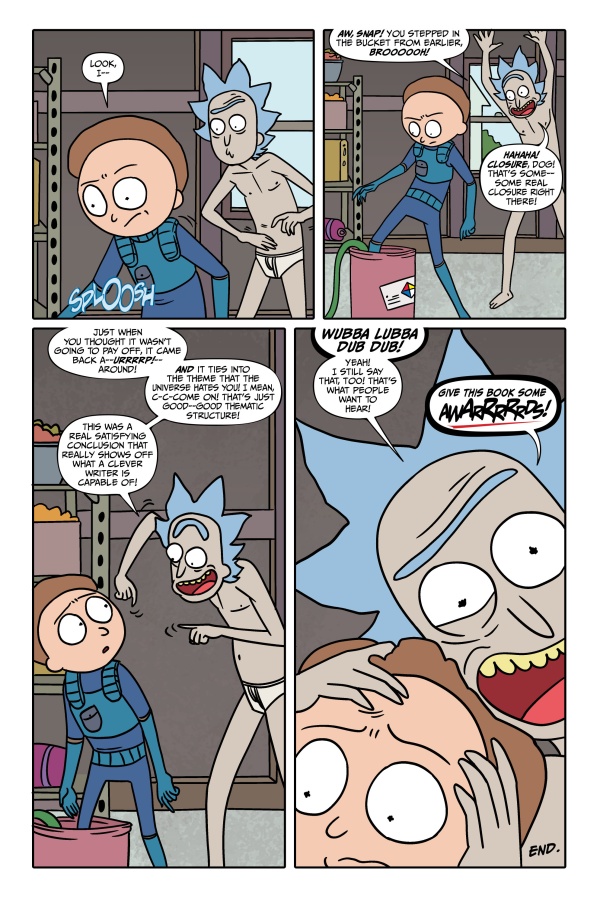 LOOK,
I--
SPLOOSH
AW, SNAP! YOU STEPPED IN
THE BUCKET FROM EARLIER,
BROOOOOH!
HAHAHA!
CLOSURE, DOG!
THAT'S SOME--
SOME REAL
CLOSURE RIGHT
THERE!
JUST WHEN
YOU THOUGHT IT WASN'T
GOING TO PAY OFF, IT CAME
BACK A--URRRRP!--
AROUND!
AND IT TIES INTO
THE THEME THAT THE
UNIVERSE HATES YOU! I MEAN,
C-C-COME ON! THAT'S JUST
GOOD--GOOD THEMATIC
STRUCTURE!
THIS WAS A
REAL SATISFYING
CONCLUSION THAT
REALLY SHOWS OFF
WHAT A CLEVER
WRITER IS
CAPABLE OF!
WUBBA LUBBA
DUB DUB!
YEAH!
I STILL SAY
THAT, TOO! THAT'S
WHAT PEOPLE
WANT TO
HEAR!
GIVE THIS BOOK SOME
AWARRRRRDS!
END.